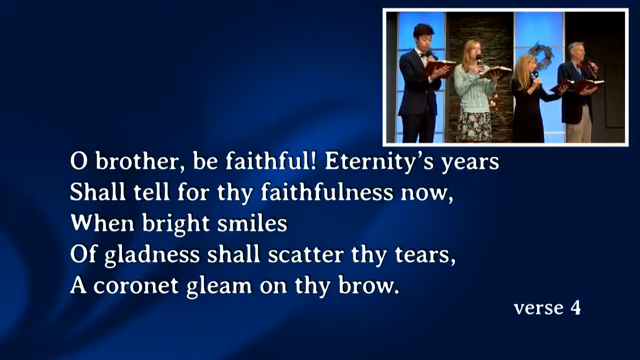 O brother, be faithful! Eternity's years
Shall tell for thy faithfulness now,
When bright smiles
Of gladness shall scatter thy tears,
A coronet gleam on thy brow.
verse 4